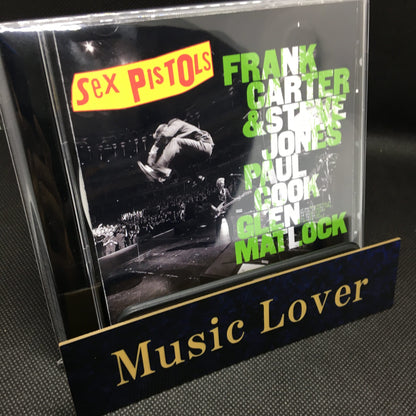 Sex PISTOLS
FRANK
CARTER
& STEVE
JONES
PAUL
COOK
GLEN
MATLOCK
Music Lover